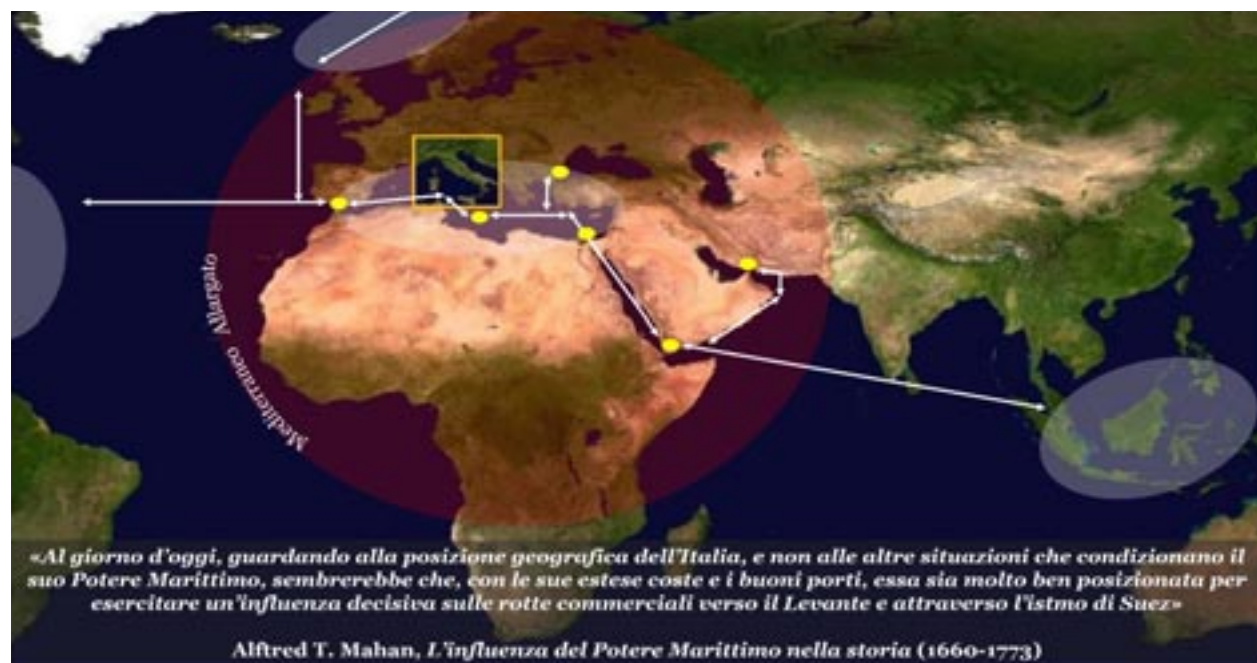 Mediterraneo Allargato
«Al giorno d'oggi, guardando alla posizione geografica dell'Italia, e non alle altre situazioni che condizionano il
suo Potere Marittimo, sembrerebbe che, con le sue estese coste e i buoni porti, essa sia molto ben posizionata per
esercitare un'influenza decisiva sulle rotte commerciali verso il Levante e attraverso l'istmo di Suez»
Alftred T. Mahan, L'influenza del Potere Marittimo nella storia (1660-1773)